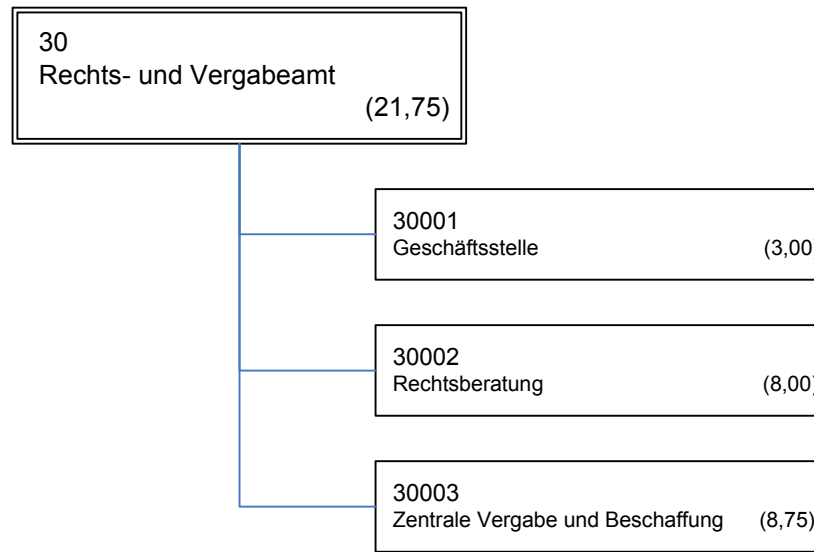 30
Rechts- und Vergabeamt
(21,75)
30001
Geschäftsstelle (3,00)
30002
Rechtsberatung (8,00)
30003
Zentrale Vergabe und Beschaffung (8,75)